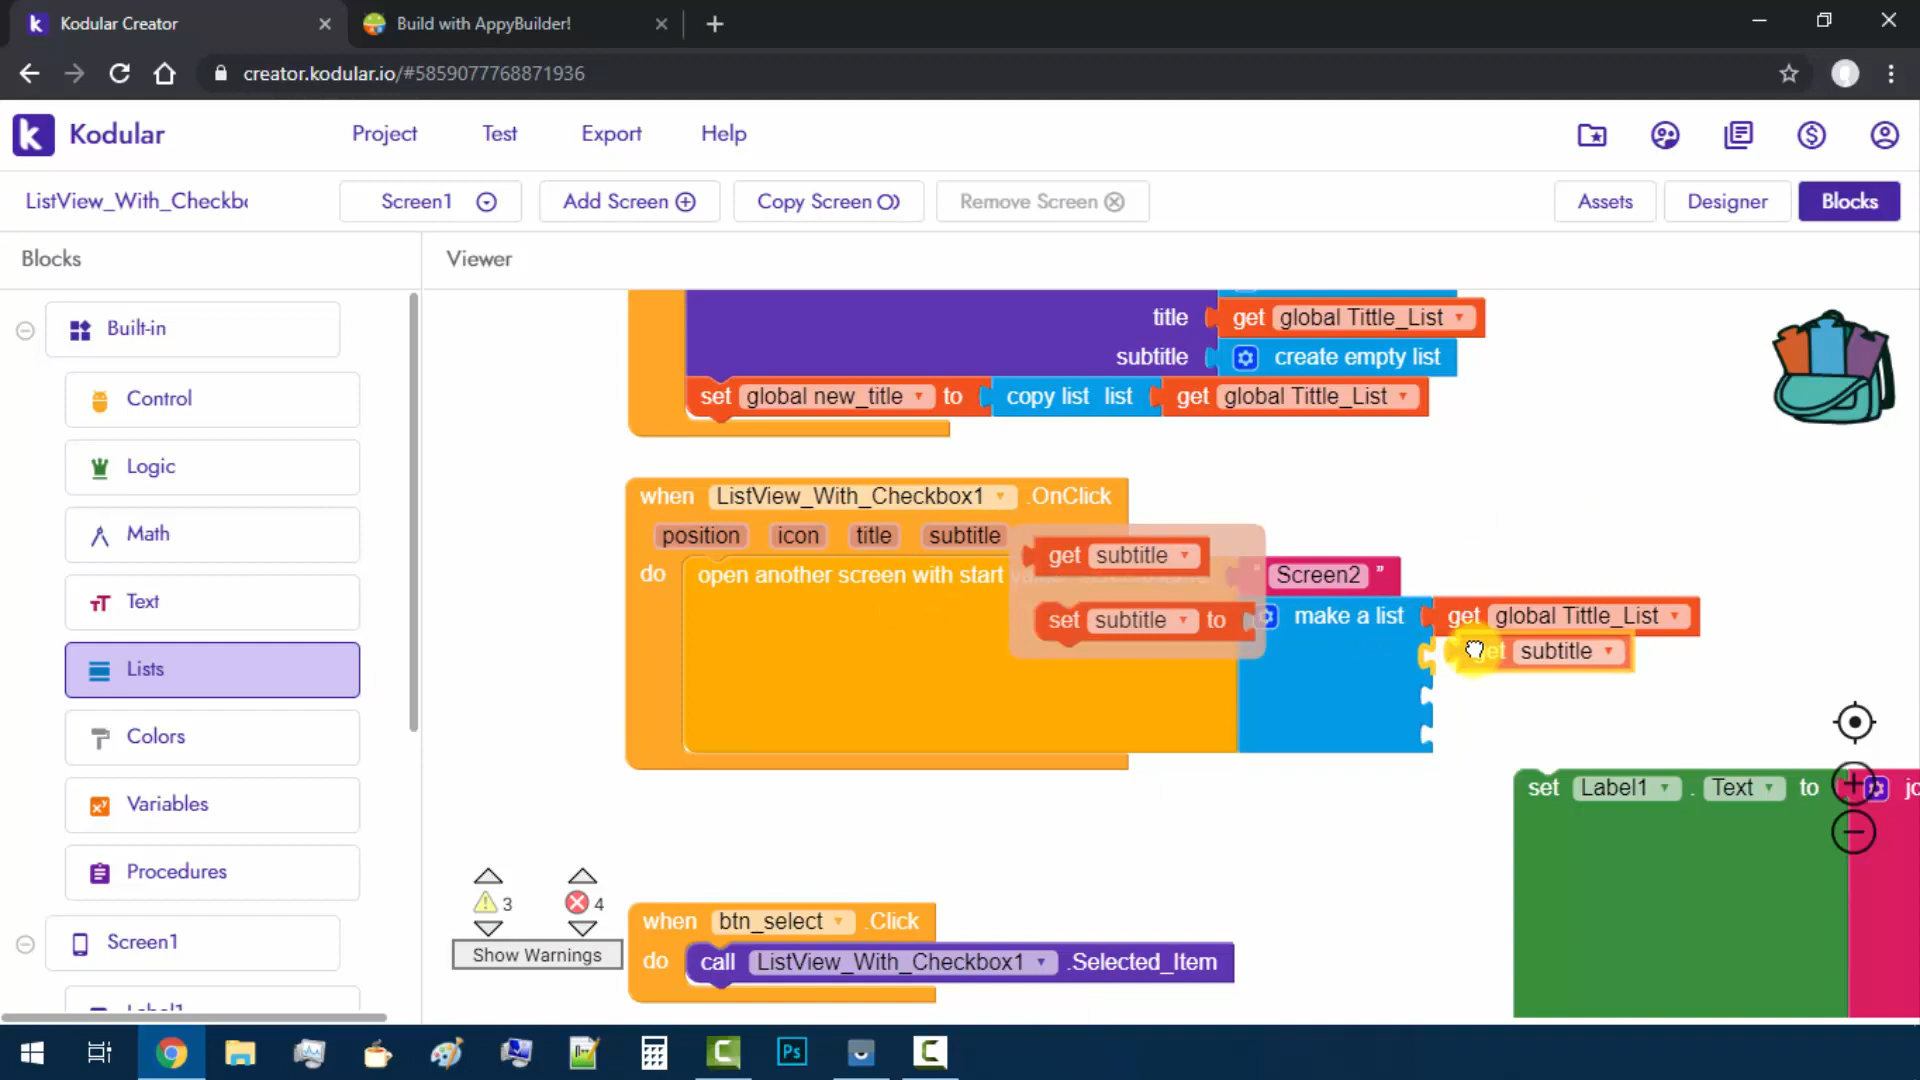 Kodular Creator
Build with AppyBuilder!
creator.kodular.io/#5859077768871936
Kodular
Project
Test
Export
Help
ListView_With_Checkb
Screen1
Add Screen
Copy Screen
Remove Screen
Assets
Designer
Blocks
Blocks
Viewer
Built-in
Control
Logic
Math
Text
Lists
Colors
Variables
Procedures
Screen1
title
get global Tittle_List
subtitle
create empty list
set global new_title to copy list list get global Tittle_List
when ListView_With_Checkbox1 .OnClick
position icon title subtitle
get subtitle
do open another screen with start
" Screen2 "
set subtitle to
make a list get global Tittle_List
subtitle
set Label1 . Text to
3
4
Show Warnings
when btn_select .Click
do call ListView_With_Checkbox1 .Selected_Item
Ps